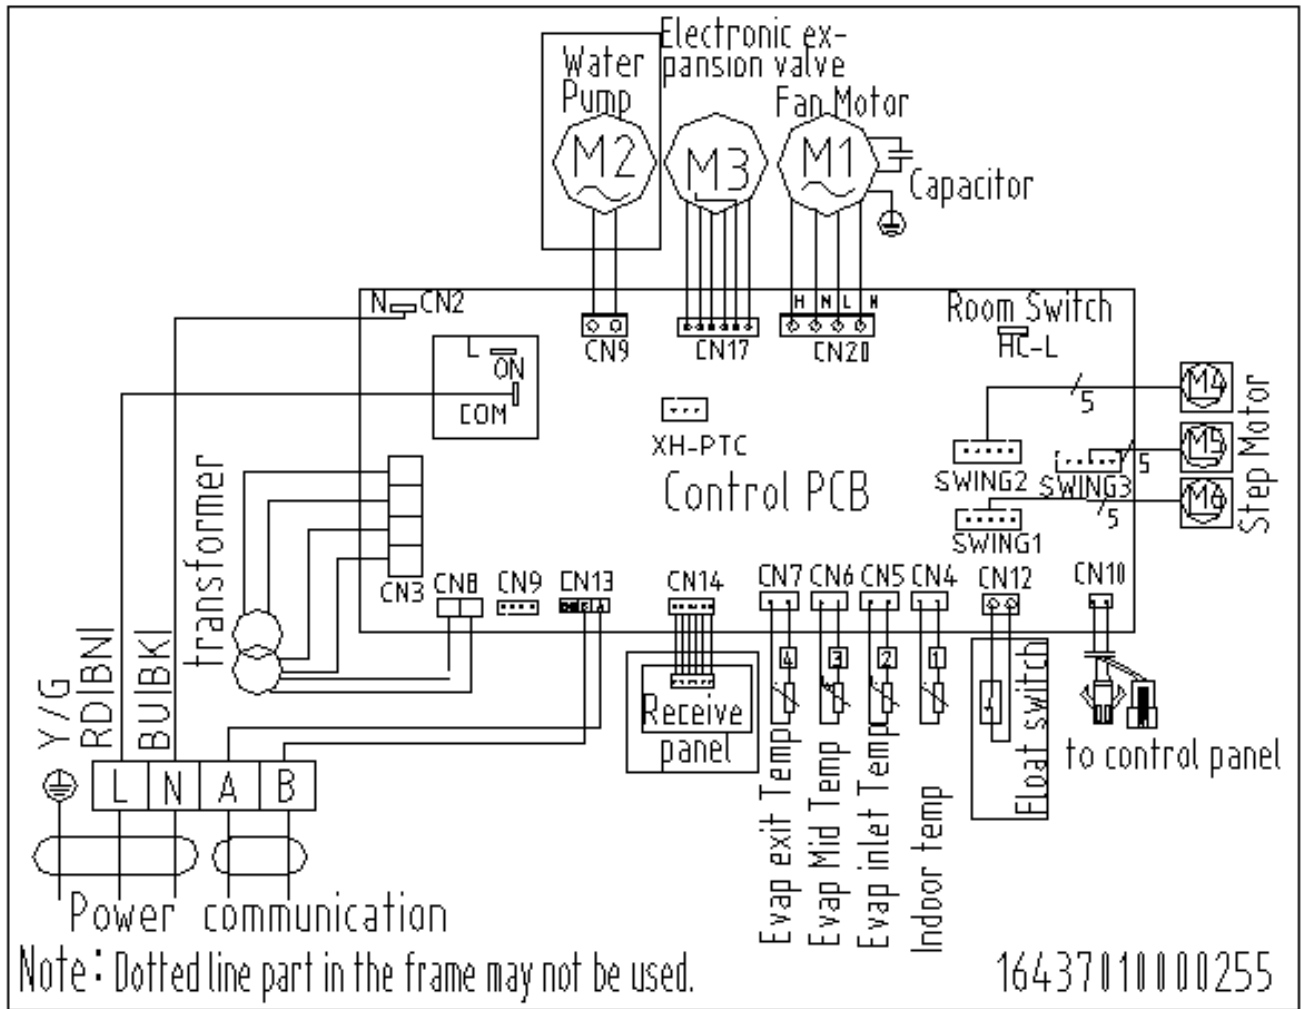 Electronic ex-
pansion valve
Water
Pump
Fan Motor
M2
M3
M1
Capacitor
N CN2
H N L N
Room Switch
HC-L
CN9
CN17
CN20
L
ON
COM
M4
5
XH-PTC
M5
5
SWING2
SWING3
Control PCB
M6
5
SWING1
Step Motor
transformer
CN3
CN8
CN9
CN13
CN14
CN7
CN6
CN5
CN4
CN12
CN10
4
3
2
1
Receive
panel
Evap exit Temp
Evap Mid Temp
Evap inlet Temp
Indoor temp
Float switch
to control panel
Y/G
RD|BN|
BU|BK|
L N A B
Power communication
Note: Dotted line part in the frame may not be used.
16437010000255